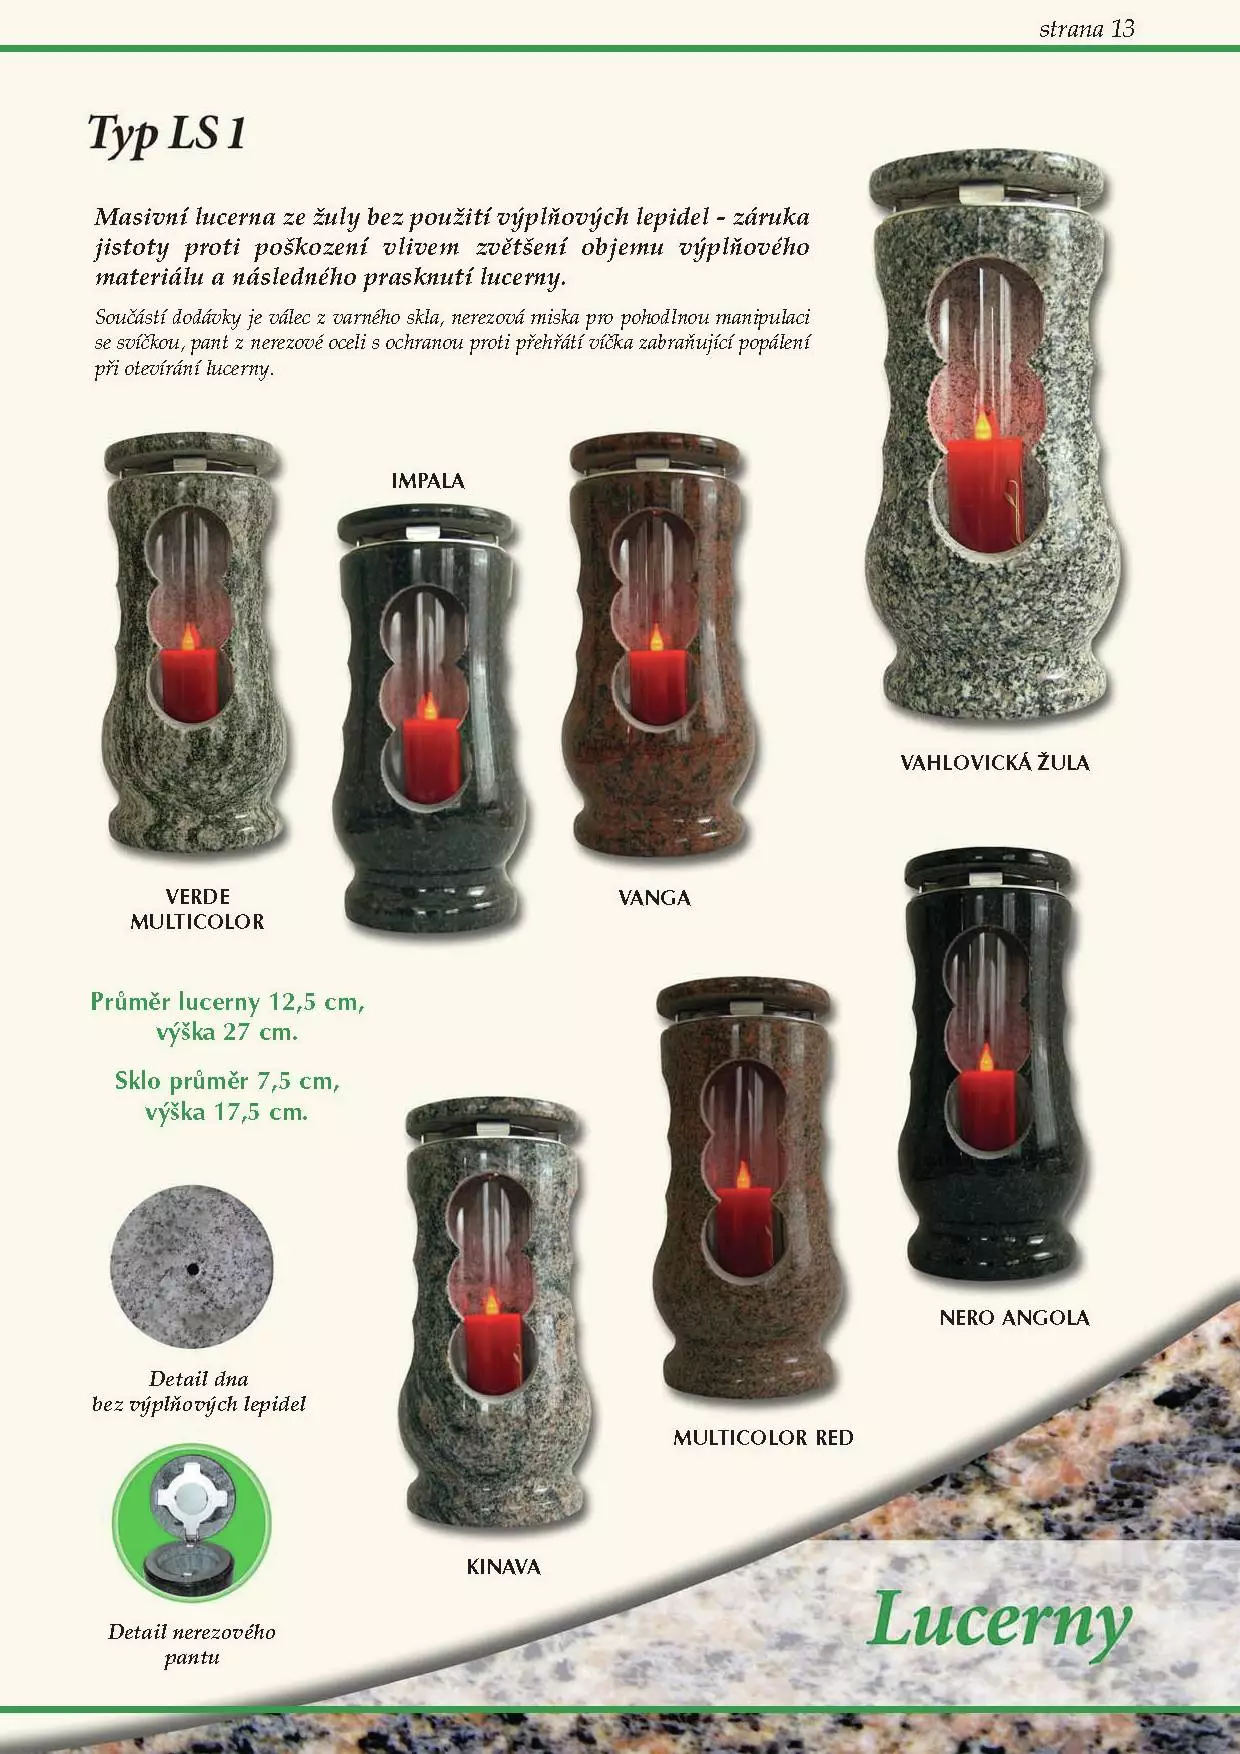 strana 13
Typ LS 1
Masivní lucerna ze žuly bez použití výplňových lepidel - záruka
jistoty proti poškození vlivem zvětšení objemu výplňového
materiálu a následného prasknutí lucerny.
Součástí dodávky je válec z varného skla, nerezová miska pro pohodlnou manipulaci
se svíčkou, pant z nerezové oceli s ochranou proti přehřátí víčka zabraňující popálení
při otevírání lucerny.
IMPALA
VAHLOVICKÁ ŽULA
VERDE
MULTICOLOR
VANGA
Průměr lucerny 12,5 cm,
výška 27 cm.
Sklo průměr 7,5 cm,
výška 17,5 cm.
NERO ANGOLA
Detail dna
bez výplňových lepidel
MULTICOLOR RED
KINAVA
Detail nerezového
pantu
Lucerny